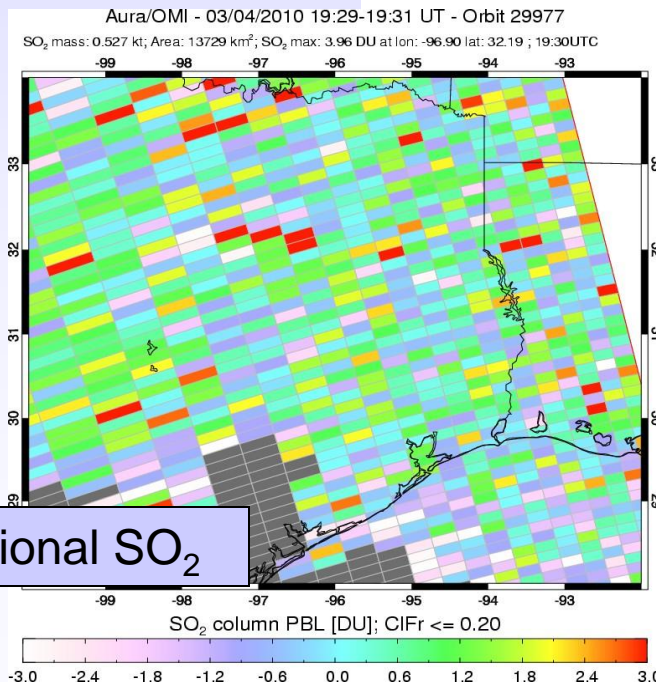 Aura/OMI - 03/04/2010 19:29-19:31 UT - Orbit 29977
SO₂ mass: 0.527 kt; Area: 13729 km²; SO₂ max: 3.96 DU at lon: -96.90 lat: 32.19 ; 19:30UTC
-99 -98 -97 -96 -95 -94 -93
33
32
31
30
29
ional SO₂
-99 -98 -97 -96 -95 -94 -93
SO₂ column PBL [DU]; ClFr <= 0.20
-3.0 -2.4 -1.8 -1.2 -0.6 0.0 0.6 1.2 1.8 2.4 3.0